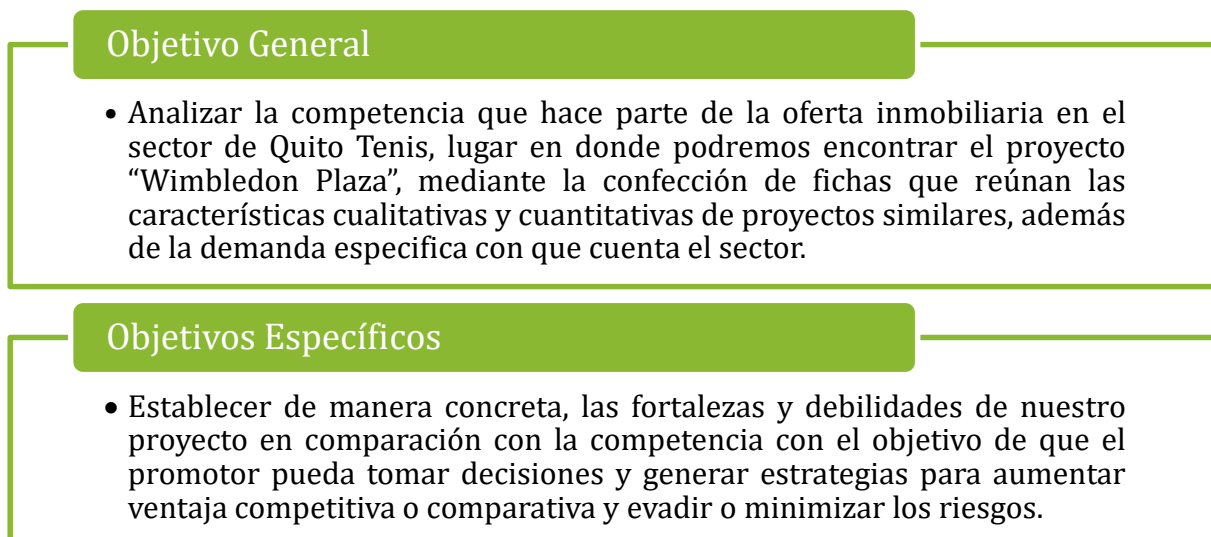 Objetivo General
• Analizar la competencia que hace parte de la oferta inmobiliaria en el
sector de Quito Tenis, lugar en donde podremos encontrar el proyecto
“Wimbledon Plaza”, mediante la confección de fichas que reúnan las
características cualitativas y cuantitativas de proyectos similares, además
de la demanda especifica con que cuenta el sector.
Objetivos Específicos
• Establecer de manera concreta, las fortalezas y debilidades de nuestro
proyecto en comparación con la competencia con el objetivo de que el
promotor pueda tomar decisiones y generar estrategias para aumentar
ventaja competitiva o comparativa y evadir o minimizar los riesgos.